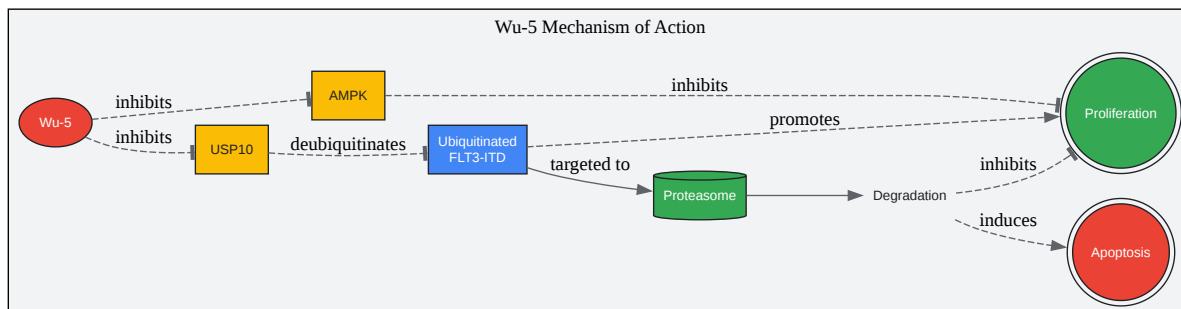 Wu-5 Mechanism of Action
Wu-5
inhibits
inhibits
AMPK
USP10
inhibits
deubiquitinates
Ubiquitinated
FLT3-ITD
promotes
targeted to
Proteasome
Degradation
inhibits
induces
Proliferation
Apoptosis